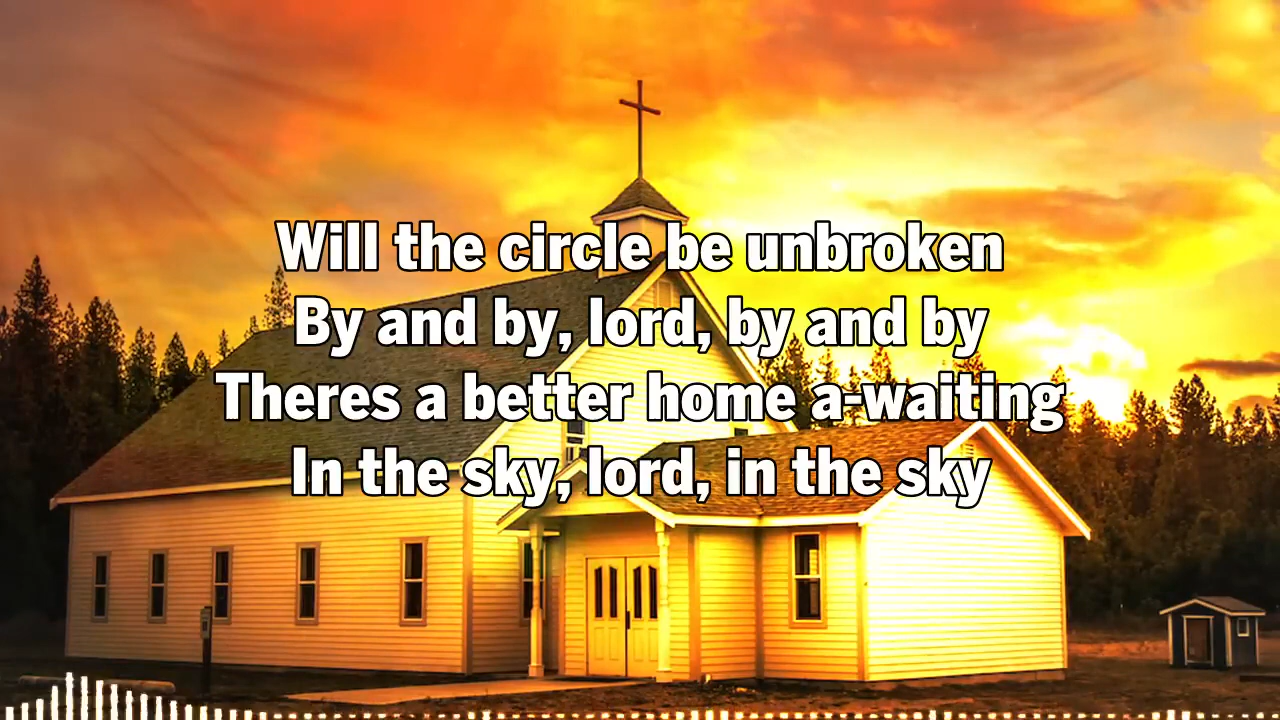 Will the circle be unbroken
By and by, lord, by and by
Theres a better home a-waiting
In the sky, lord, in the sky